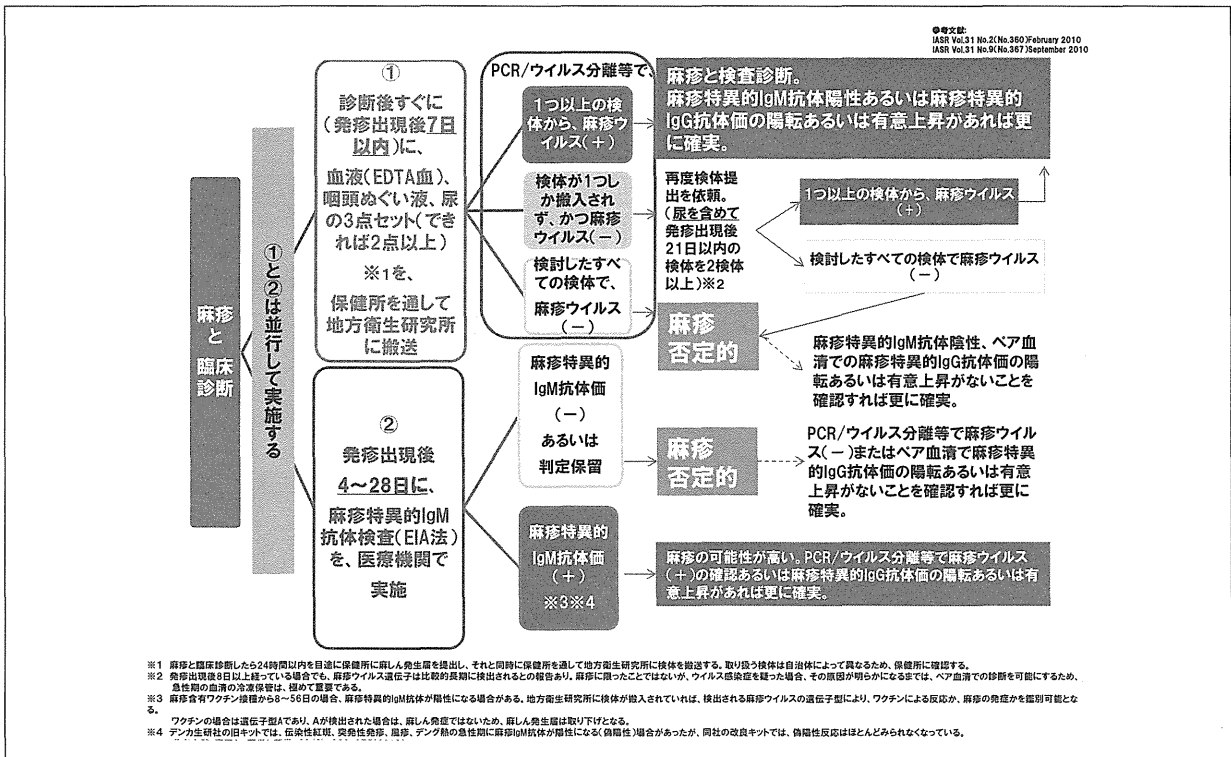 参考文献:
IASR Vol.31 No.2(No.360)February 2010
IASR Vol.31 No.9(No.367)September 2010
麻疹
と
臨床
診断
①と②は並行して実施する
①
診断後すぐに
(発疹出現後7日
以内)に、
血液(EDTA血)、
咽頭ぬぐい液、尿
の3点セット(でき
れば2点以上)
※1を、
保健所を通して
地方衛生研究所
に搬送
PCR/ウイルス分離等で、
1つ以上の検
体から、麻疹ウ
イルス(+)
検体が1つし
か搬入され
ず、かつ麻疹
ウイルス(-)
検討したすべ
ての検体で、
麻疹ウイルス
(-)
麻疹と検査診断。
麻疹特異的IgM抗体陽性あるいは麻疹特異的
IgG抗体価の陽転あるいは有意上昇があれば更
に確実。
再度検体提
出を依頼。
(尿を含めて
発疹出現後
21日以内の
検体を2検体
以上)※2
1つ以上の検体から、麻疹ウイルス
(+)
検討したすべての検体で麻疹ウイルス
(-)
麻疹
否定的
麻疹特異的IgM抗体陰性、ペア血
清での麻疹特異的IgG抗体価の陽
転あるいは有意上昇がないことを
確認すれば更に確実。
②
発疹出現後
4~28日に、
麻疹特異的IgM
抗体検査(EIA法)
を、医療機関で
実施
麻疹特異的
IgM抗体価
(-)
あるいは
判定保留
麻疹
否定的
PCR/ウイルス分離等で麻疹ウイル
ス(-)またはペア血清で麻疹特異
的IgG抗体価の陽転あるいは有意
上昇がないことを確認すれば更に
確実。
麻疹特異的
IgM抗体価
(+)
※3※4
麻疹の可能性が高い。PCR/ウイルス分離等で麻疹ウイルス
(+)の確認あるいは麻疹特異的IgG抗体価の陽転あるいは有
意上昇があれば更に確実。
※1 麻疹と臨床診断したら24時間以内を目途に保健所に麻しん発生届を提出し、それと同時に保健所を通して地方衛生研究所に検体を搬送する。取り扱う検体は自治体によって異なるため、保健所に確認する。
※2 発疹出現後8日以上経っている場合でも、麻疹ウイルス遺伝子は比較的長期に検出されるとの報告あり。麻疹に限ったことではないが、ウイルス感染症を疑った場合、その原因が明らかになるまでは、ペア血清での診断を可能にするため、
急性期の血清の冷凍保管は、極めて重要である。
※3 麻疹含有ワクチン接種から8~56日の場合、麻疹特異的IgM抗体が陽性になる場合がある。地方衛生研究所に検体が搬入されていれば、検出される麻疹ウイルスの遺伝子型により、ワクチンによる反応か、麻疹の発症かを鑑別可能とな
る。
ワクチンの場合は遺伝子型Aであり、Aが検出された場合は、麻しん発症ではないため、麻しん発生届は取り下げとなる。
※4 デンカ生研社の旧キットでは、伝染性紅斑、突発性発疹、風疹、デング熱の急性期に麻疹IgM抗体が陽性になる(偽陽性)場合があったが、同社の改良キットでは、偽陽性反応はほとんどみられなくなっている。